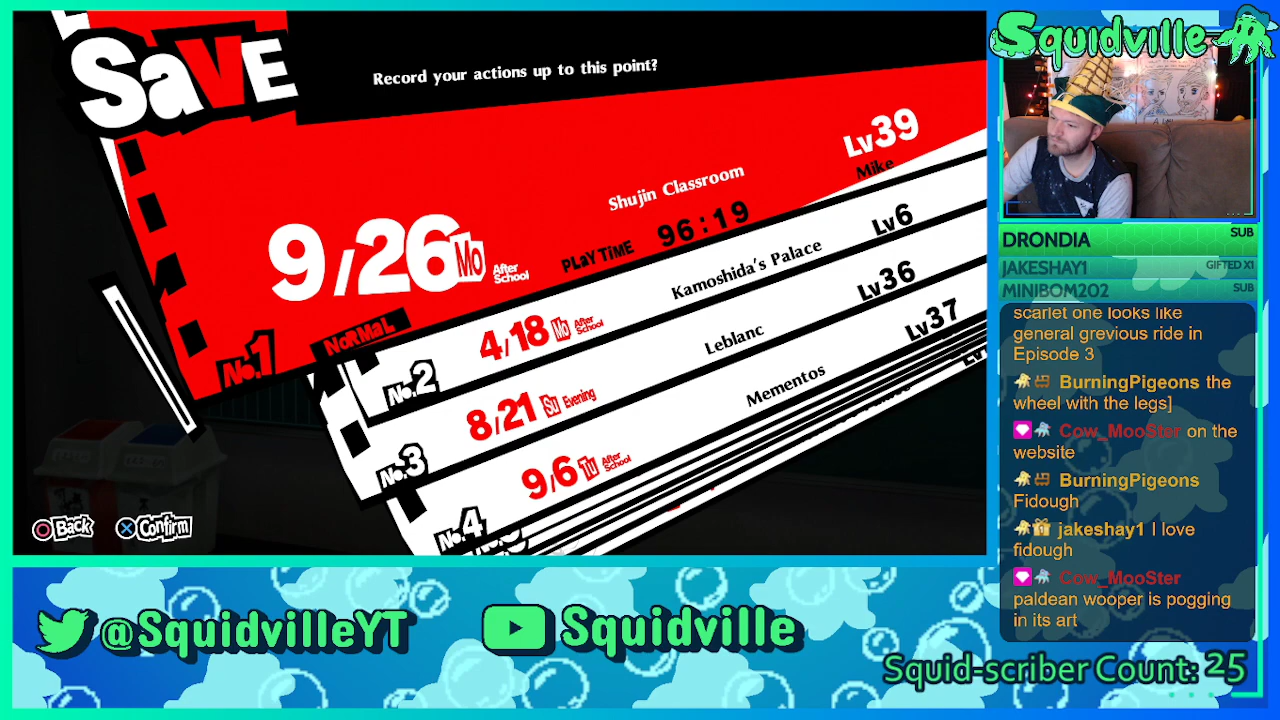 SaVE
Record your actions up to this point?
Lv39
Mike
Shujin Classroom
9/26 Mo After School
PLaY TiME 96:19
No.1 NoRMaL
Kamoshida's Palace Lv6
No.2 4/18 Mo After School
Leblanc Lv36
No.3 8/21 Su Evening
Mementos Lv37
No.4 9/6 Tu After School
Back Confirm
Squidville
DRONDIA SUB
JAKESHAY1 GIFTED X1
MINIBOM202 SUB
scarlet one looks like
general grevious ride in
Episode 3
BurningPigeons the
wheel with the legs]
Cow_MooSter on the
website
BurningPigeons
Fidough
jakeshay1 I love
fidough
Cow_MooSter
paldean wooper is pogging
in its art
@SquidvilleYT
Squidville
Squid-scriber Count: 25